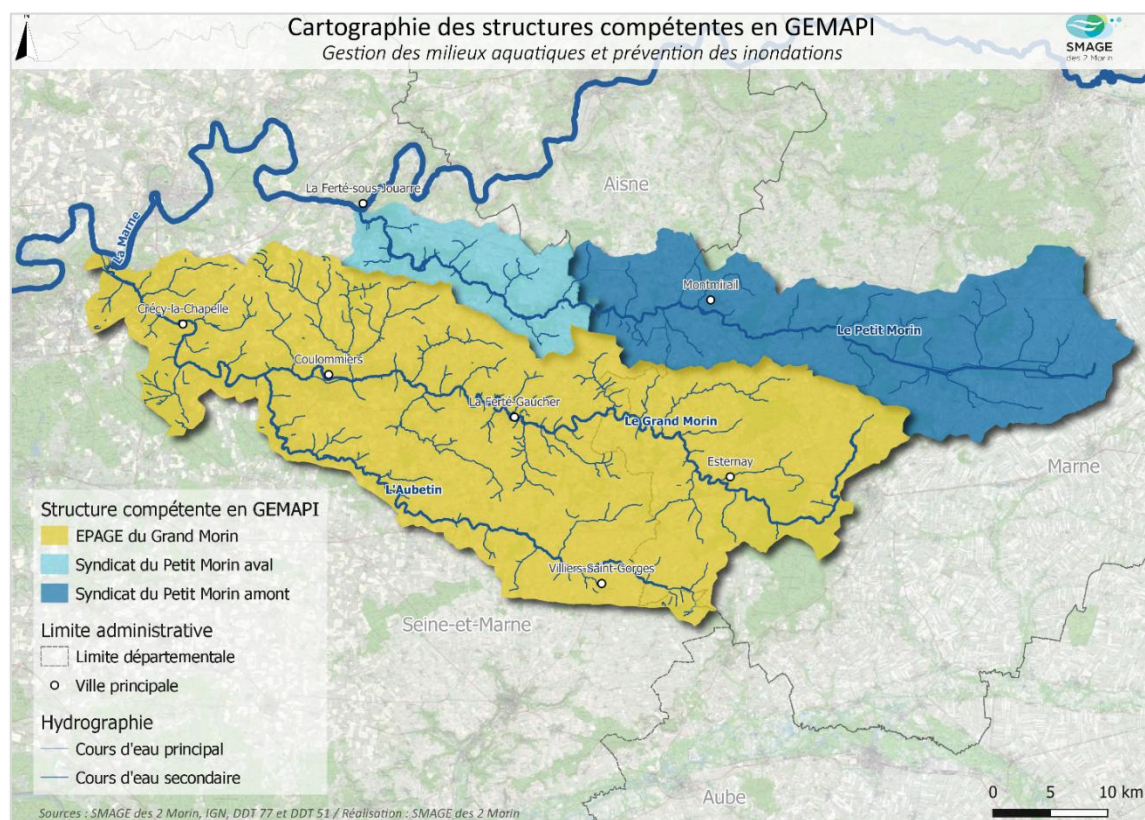 Cartographie des structures compétentes en GEMAPI
Gestion des milieux aquatiques et prévention des inondations
N
SMAGE
des 2 Morin
La Ferté-sous-Jouarre
Aisne
La Marne
Montmirail
Crécy-la-Chapelle
Le Petit Morin
Coulommiers
La Ferté-Gaucher
Le Grand Morin
Marne
Esternay
L'Aubetin
Villiers-Saint-Gorges
Seine-et-Marne
Aube
Structure compétente en GEMAPI
EPAGE du Grand Morin
Syndicat du Petit Morin aval
Syndicat du Petit Morin amont
Limite administrative
Limite départementale
Ville principale
Hydrographie
Cours d'eau principal
Cours d'eau secondaire
0 5 10 km
Sources : SMAGE des 2 Morin, IGN, DDT 77 et DDT 51 / Réalisation : SMAGE des 2 Morin